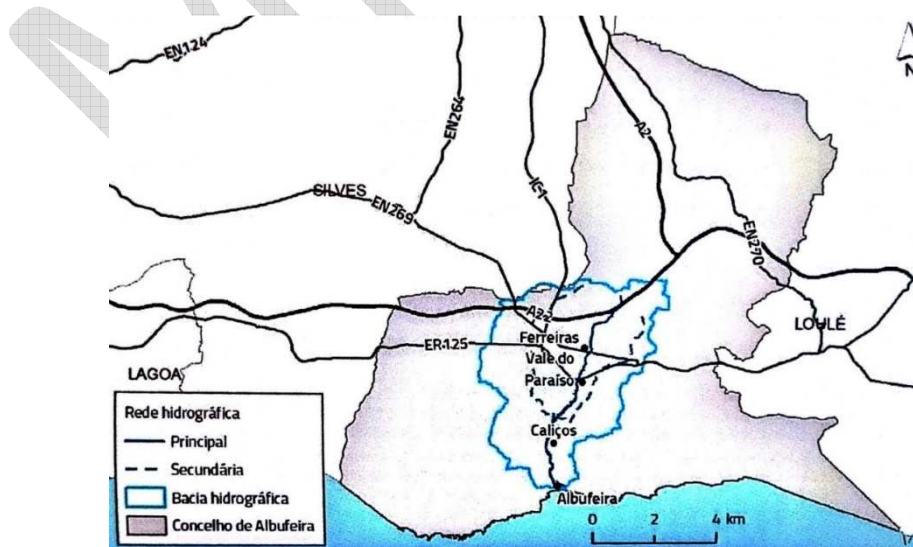 EN124
EN264
A2
N
IC1
SILVES
EN269
EN270
A22
LOULÉ
Ferreiras
ER125
Vale do
Paraíso
LAGOA
Rede hidrográfica
Principal
Secundária
Bacia hidrográfica
Concelho de Albufeira
Caliços
Albufeira
0 2 4 km